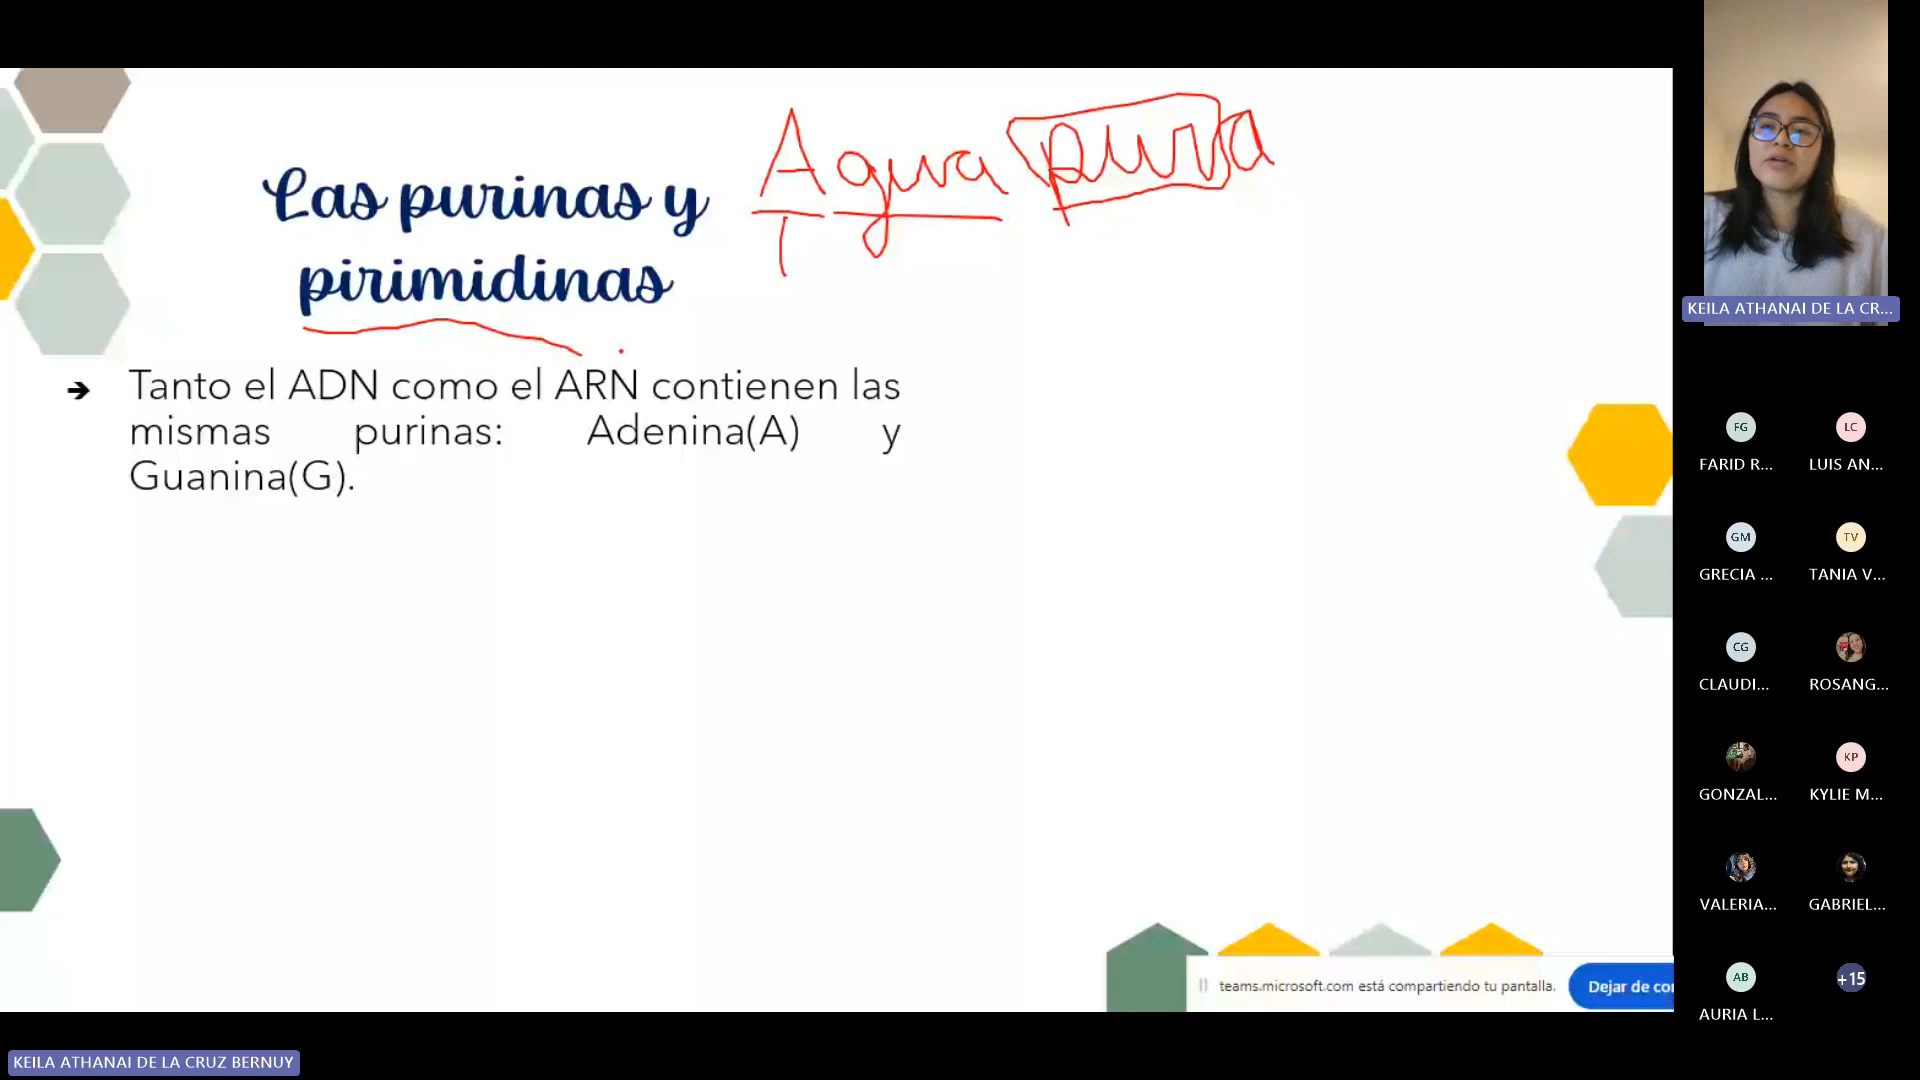 Las purinas y
pirimidinas
Agua pura
Tanto el ADN como el ARN contienen las
mismas purinas: Adenina(A) y
Guanina(G).
teams.microsoft.com está compartiendo tu pantalla.
Dejar de co
KEILA ATHANAI DE LA CR...
FG
LC
FARID R...
LUIS AN...
GM
TV
GRECIA ...
TANIA V...
CG
CLAUDI...
ROSANG...
KP
GONZAL...
KYLIE M...
VALERIA...
GABRIEL...
AB
+15
AURIA L...
KEILA ATHANAI DE LA CRUZ BERNUY